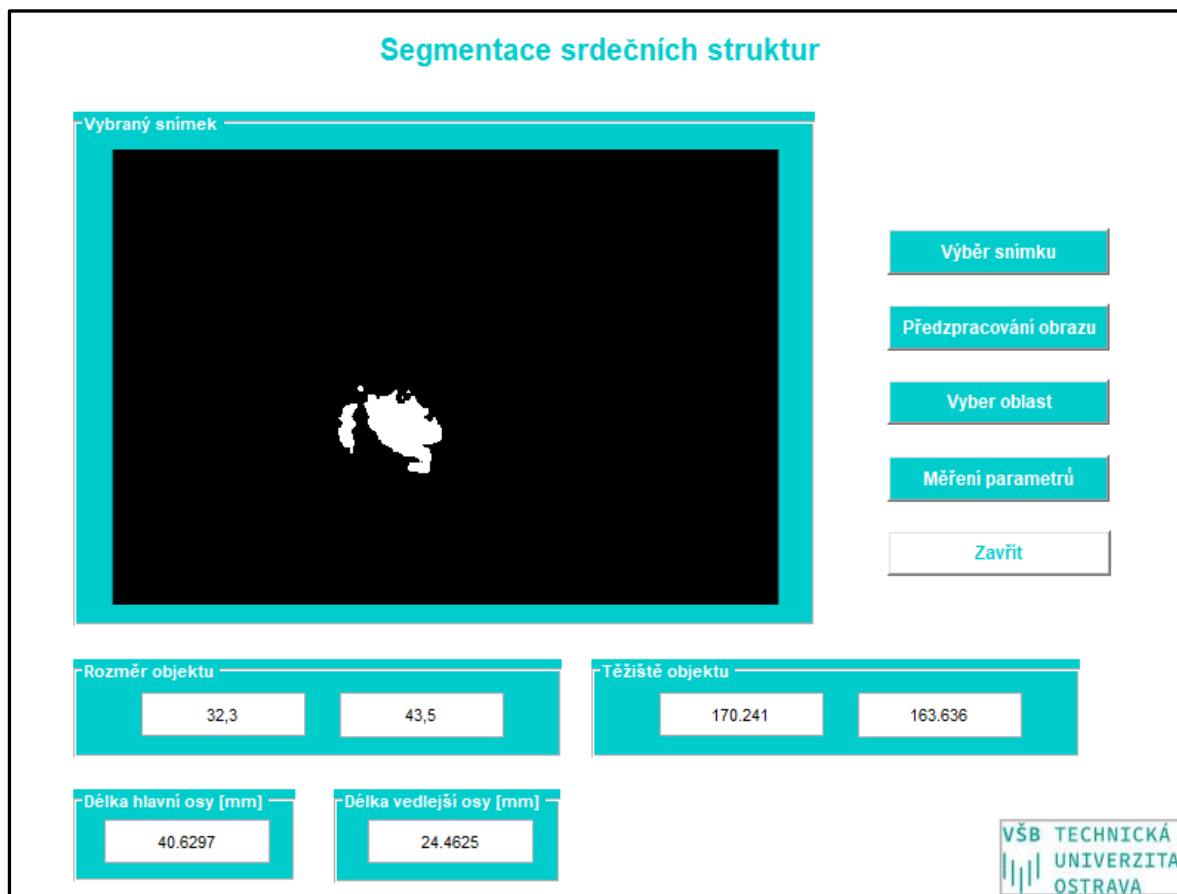 Segmentace srdečních struktur
Vybraný snímek
Výběr snímku
Předzpracování obrazu
Vyber oblast
Měření parametrů
Zavřít
Rozměr objektu
32,3
43,5
Těžiště objektu
170.241
163.636
Délka hlavní osy [mm]
40.6297
Délka vedlejší osy [mm]
24.4625
VŠB TECHNICKÁ
UNIVERZITA
OSTRAVA